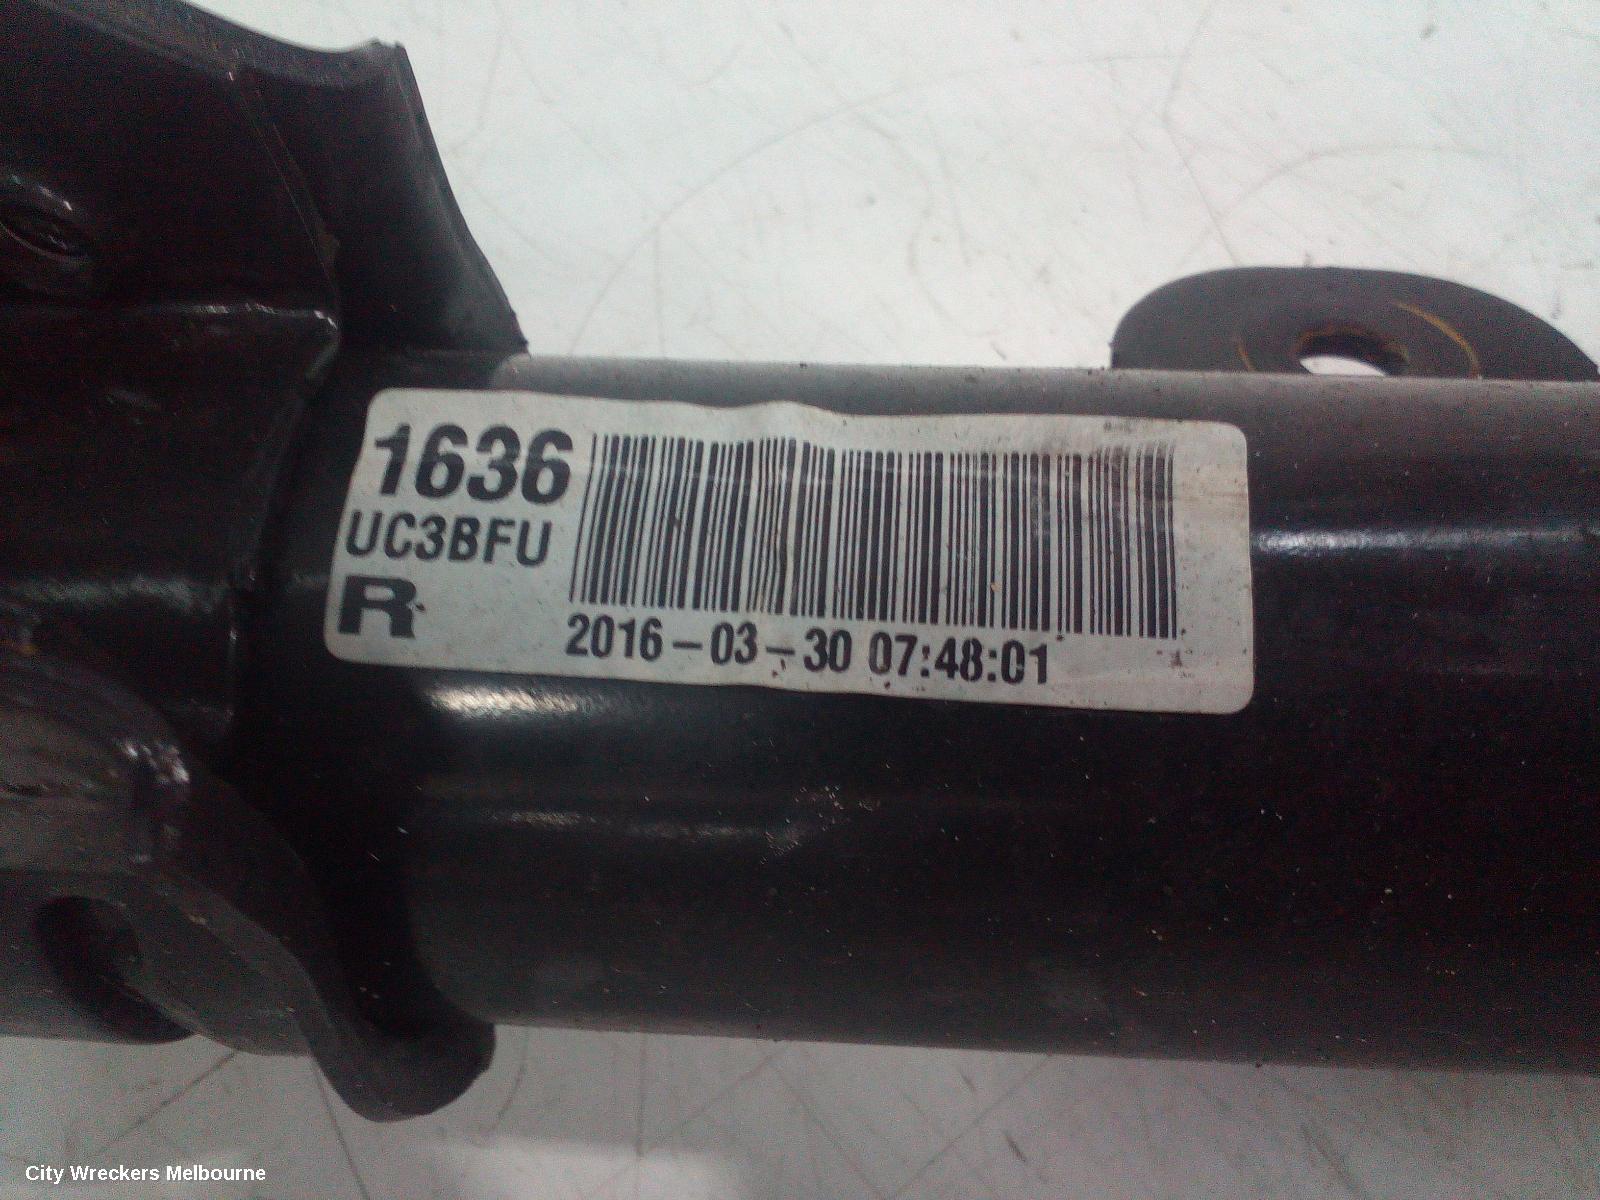 1636
UC3BFU
R
2016-03-30 07:48:01
City Wreckers Melbourne